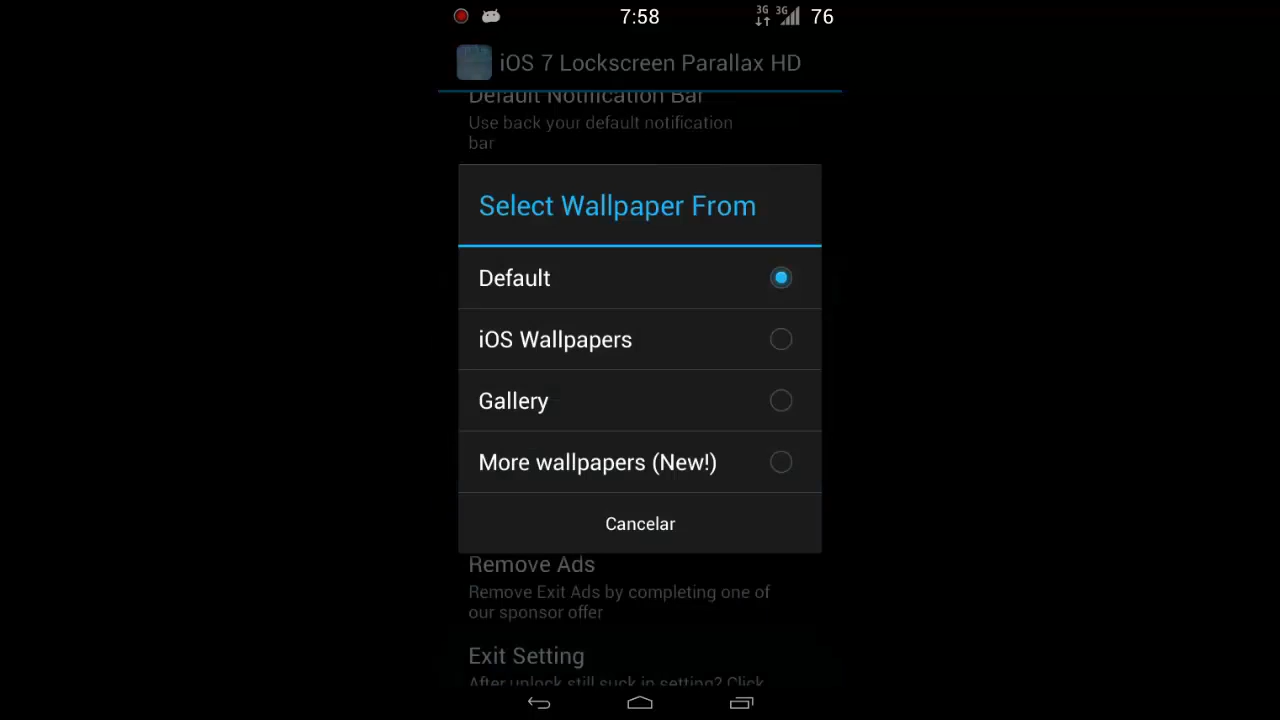 7:58
3G 3G
76
iOS 7 Lockscreen Parallax HD
Default Notification Bar
Use back your default notification
bar
Select Wallpaper From
Default
iOS Wallpapers
Gallery
More wallpapers (New!)
Cancelar
Remove Ads
Remove Exit Ads by completing one of
our sponsor offer
Exit Setting
After unlock still suck in setting? Click